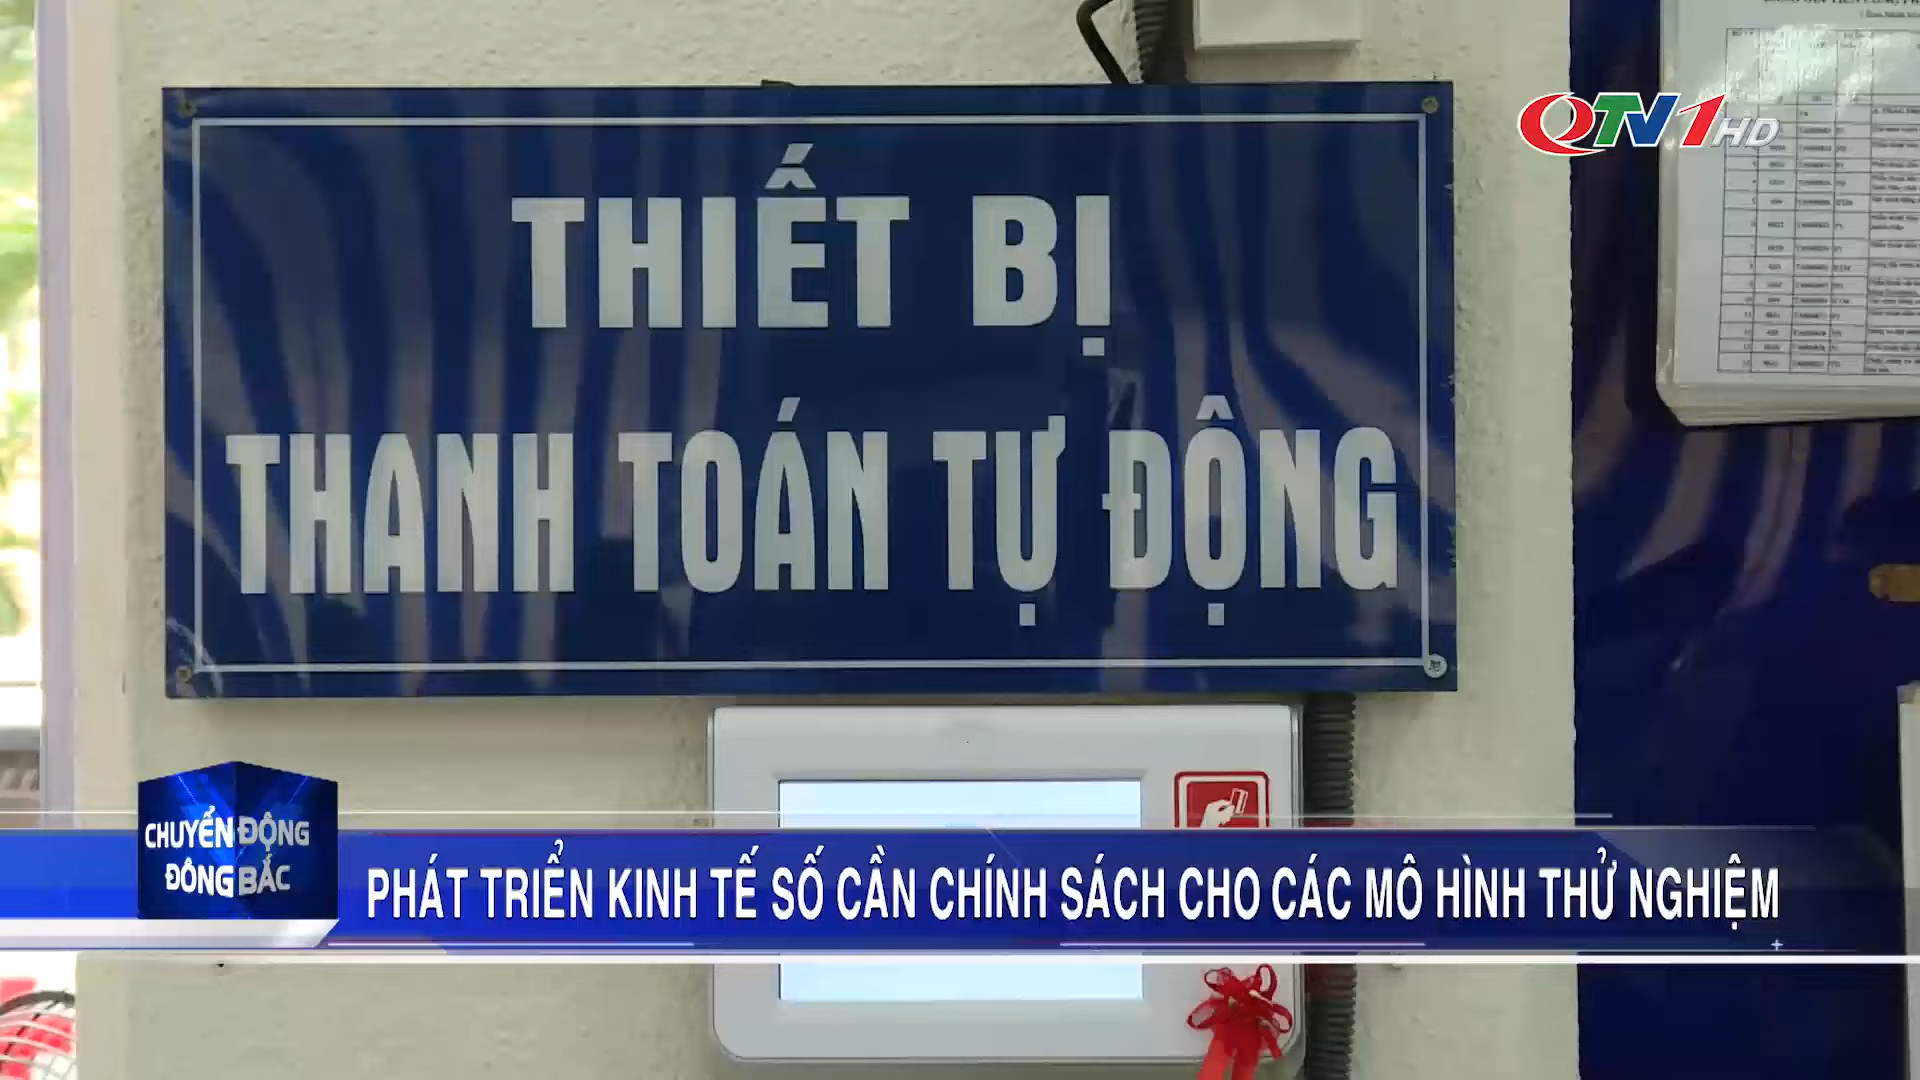 QTV1HD
THIẾT BỊ
THANH TOÁN TỰ ĐỘNG
CHUYỂN ĐỘNG
ĐÔNG BẮC
PHÁT TRIỂN KINH TẾ SỐ CẦN CHÍNH SÁCH CHO CÁC MÔ HÌNH THỬ NGHIỆM